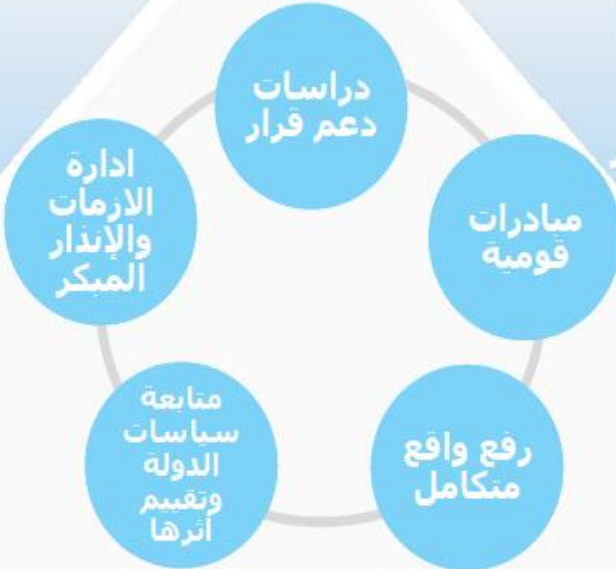 دراسات
دعم قرار
مبادرات
قومية
رفع واقع
متكامل
متابعة
سياسات
الدولة
وتقييم
أثرها
ادارة
الازمات
والإنذار
المبكر